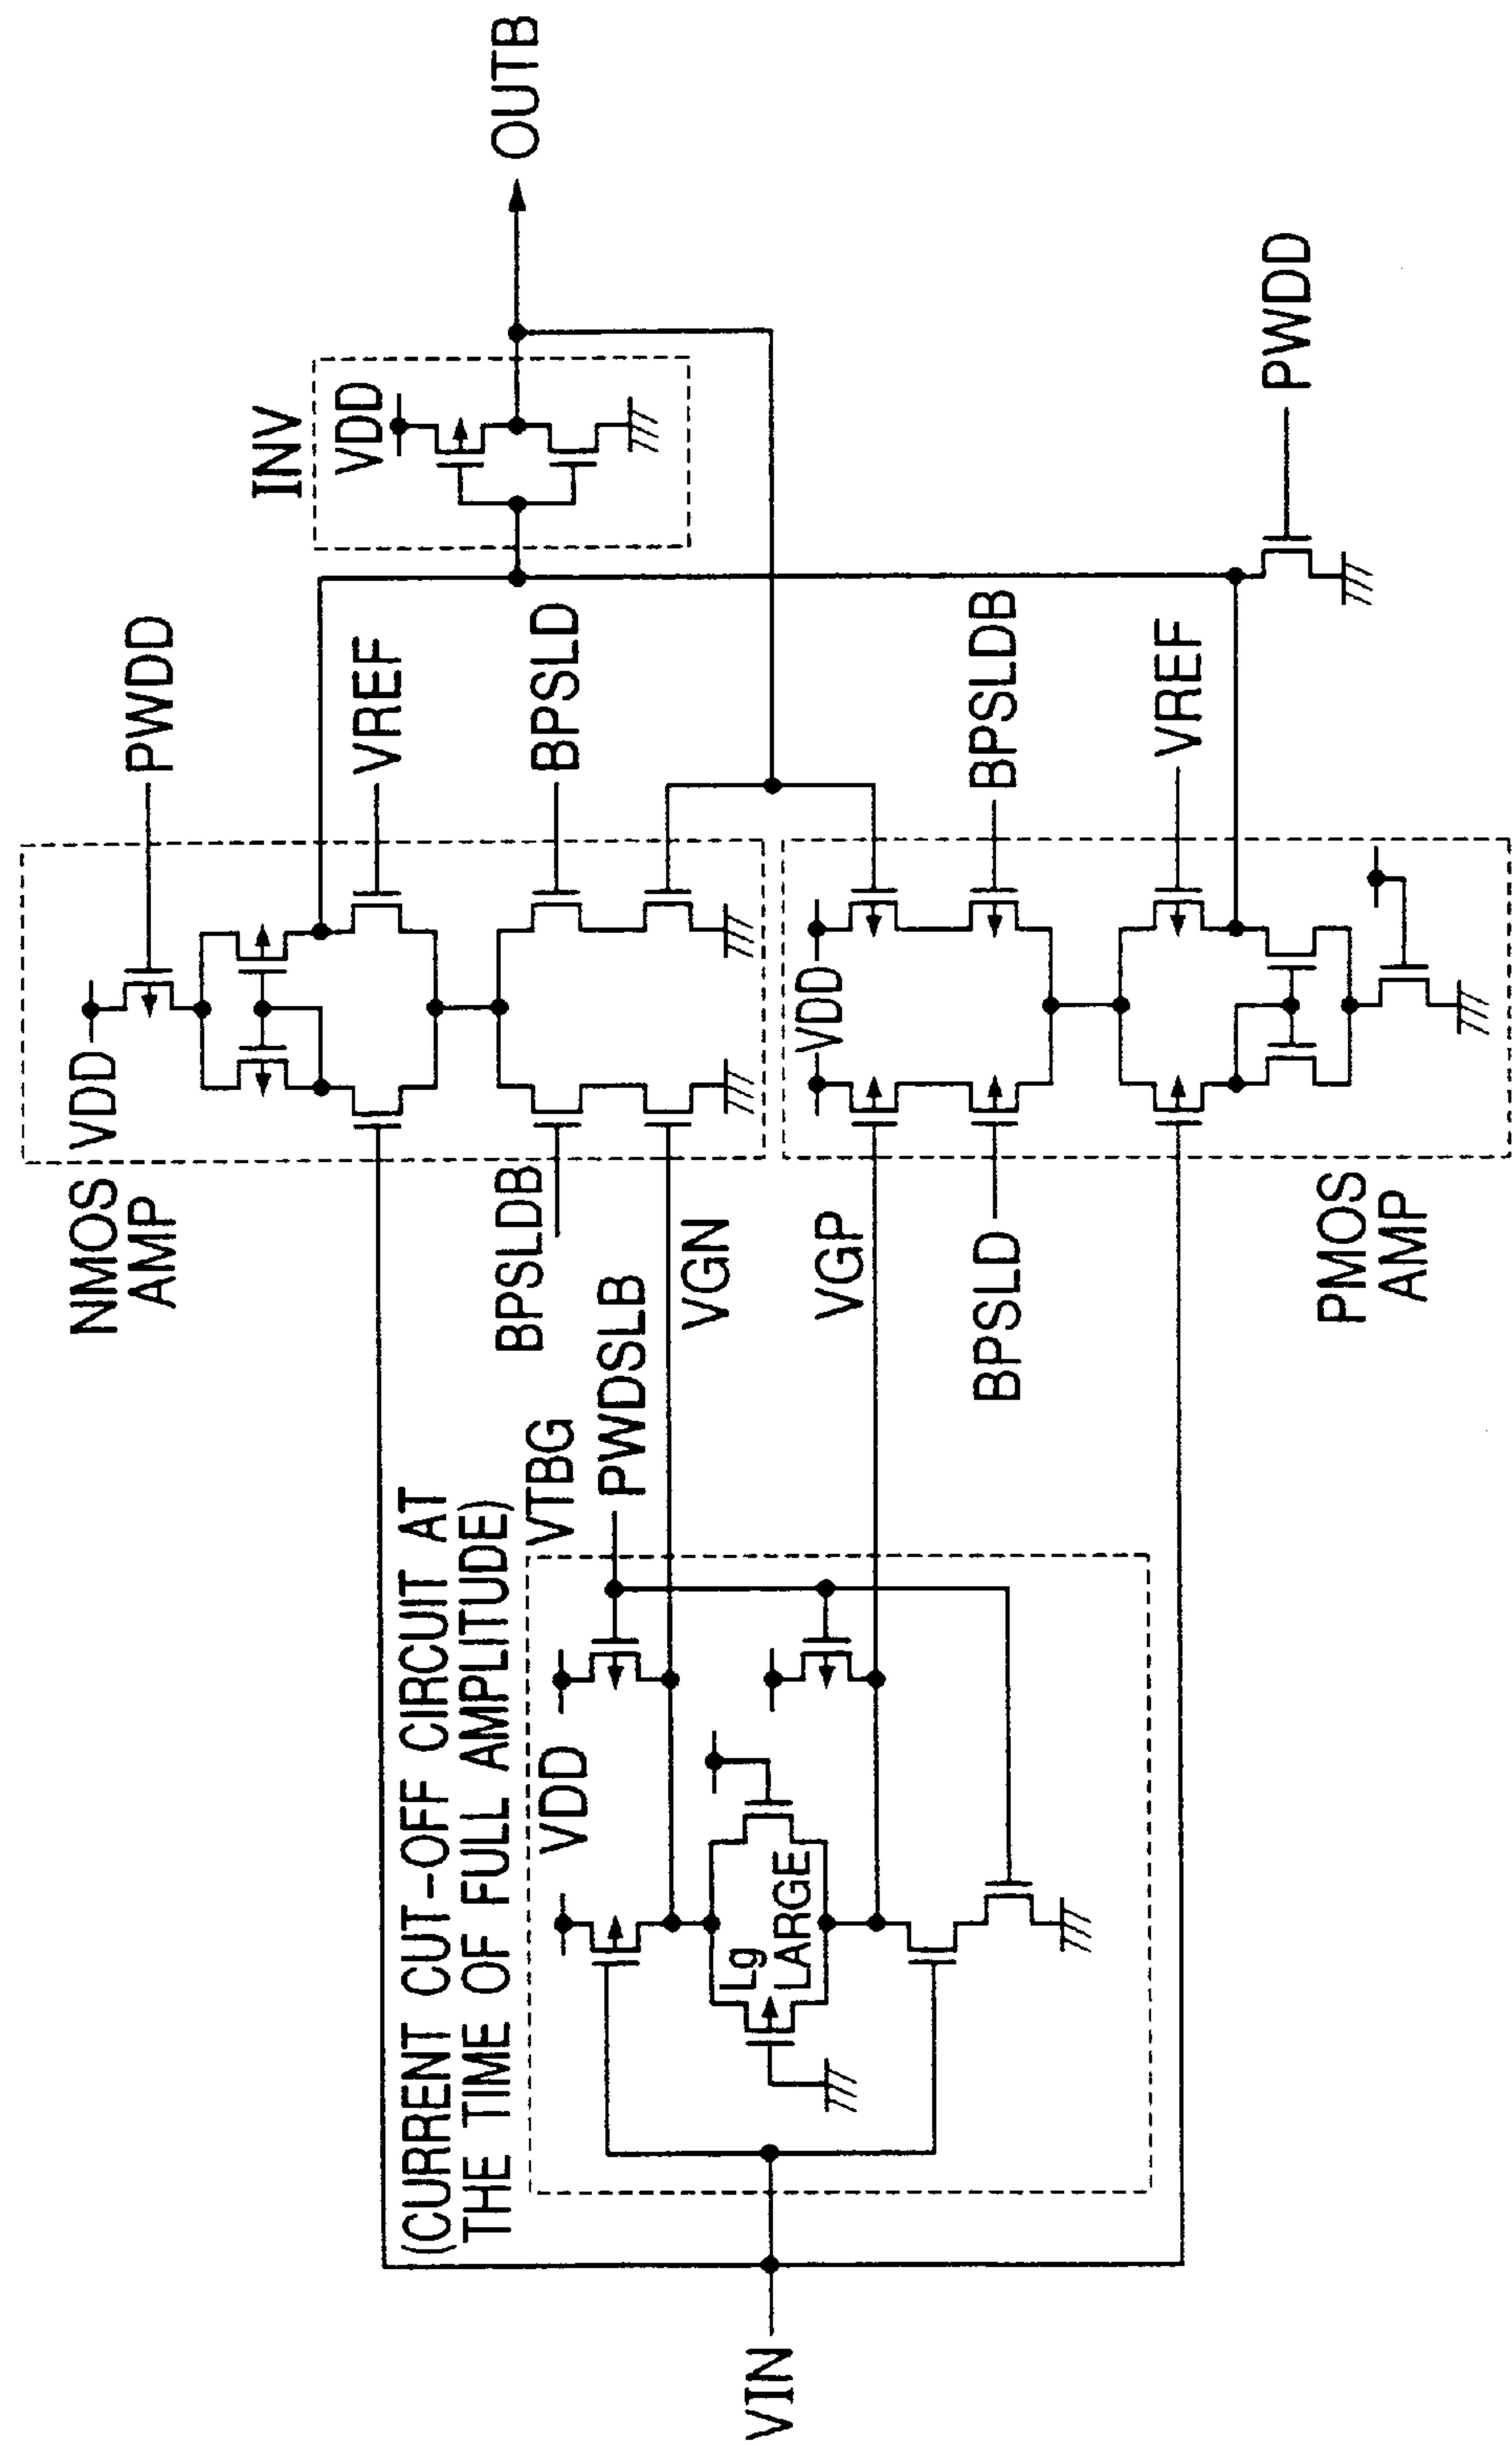 NMOS
AMP
VDD
PWDD
VREF
BPSLD
BPSLDB
VGN
INV
VDD
OUTB
(CURRENT CUT-OFF CIRCUIT AT
THE TIME OF FULL AMPLITUDE)
VTBG
PWDSLB
VDD
Lg
LARGE
VIN
VGP
BPSLD
VDD
BPSLDB
VREF
PMOS
AMP
PWDD